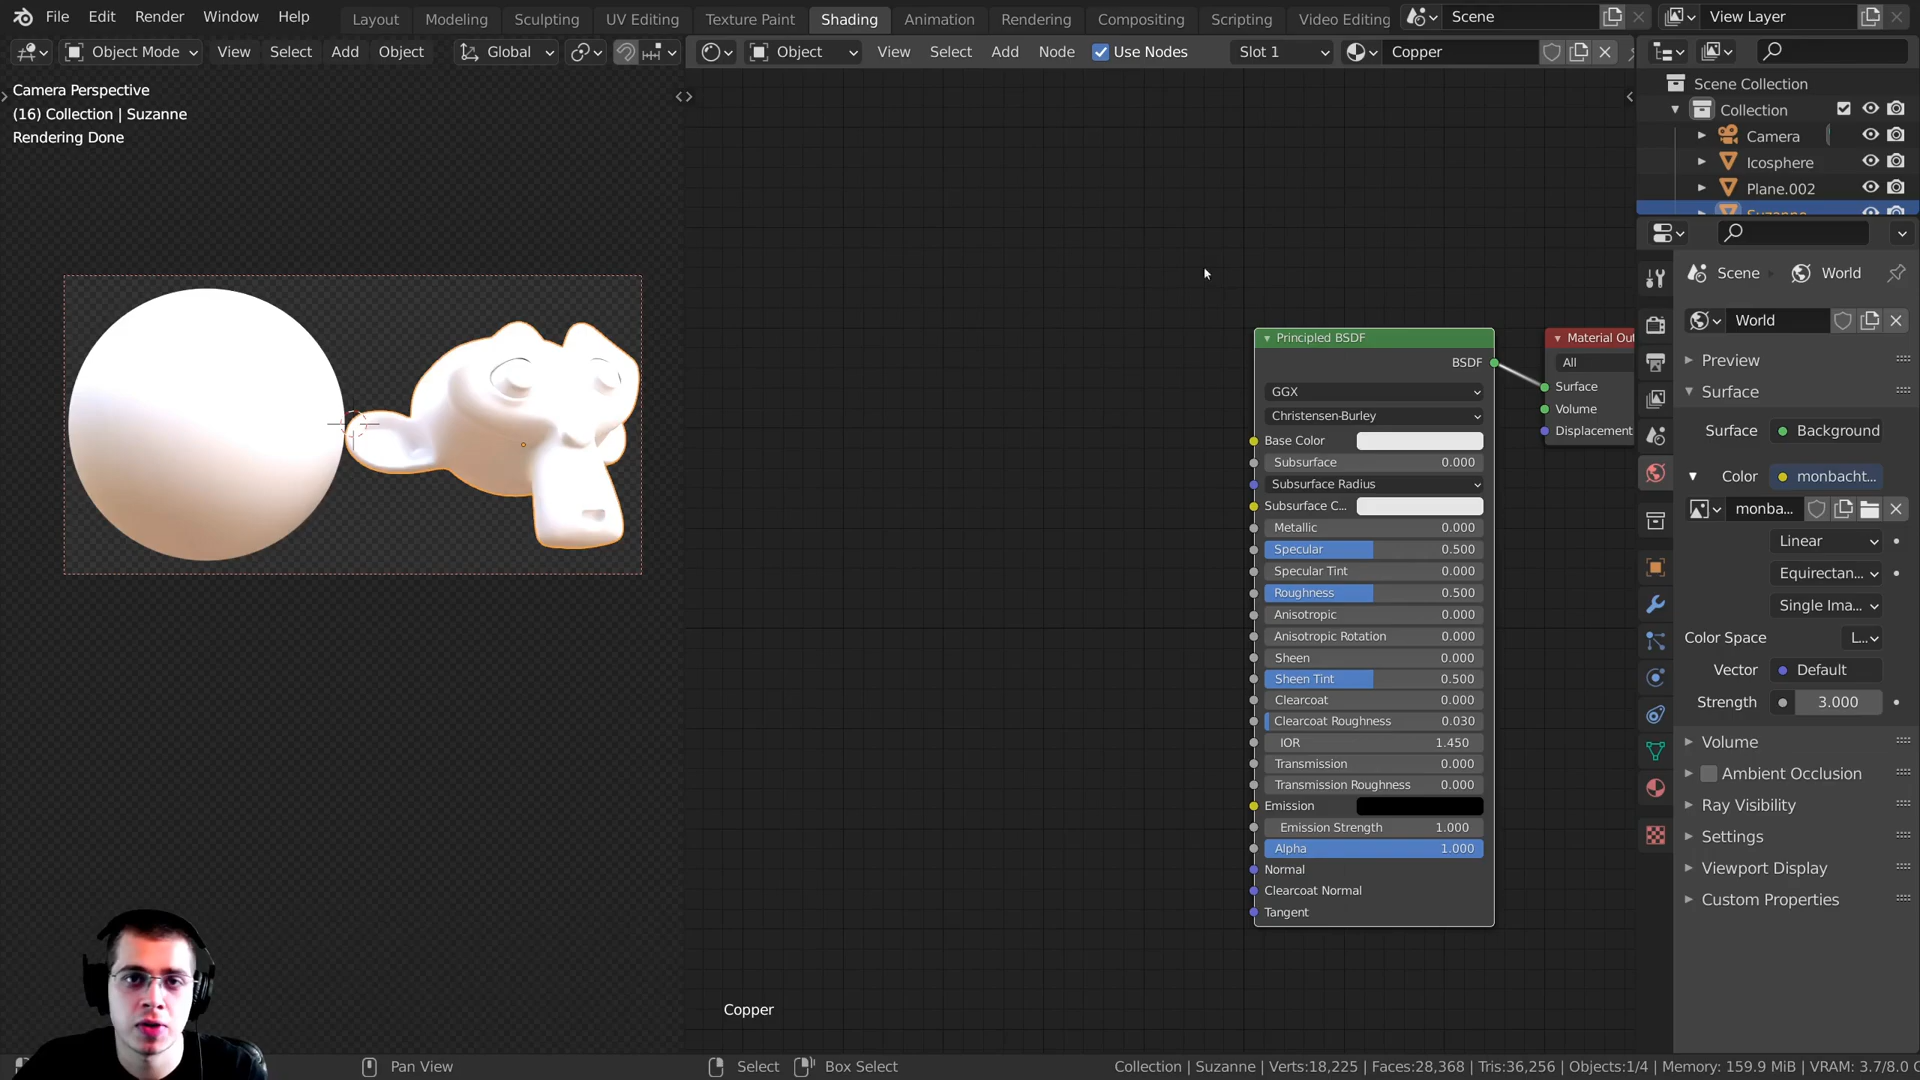 File Edit Render Window Help Layout Modeling Sculpting UV Editing Texture Paint Shading Animation Rendering Compositing Scripting Video Editing Scene View Layer
Object Mode View Select Add Object Global Object View Select Add Node Use Nodes Slot 1 Copper
Camera Perspective
(16) Collection | Suzanne
Rendering Done
Scene Collection
Collection
Camera
Icosphere
Plane.002
Suzanne
Principled BSDF
BSDF
GGX
Christensen-Burley
Base Color
Subsurface 0.000
Subsurface Radius
Subsurface C...
Metallic 0.000
Specular 0.500
Specular Tint 0.000
Roughness 0.500
Anisotropic 0.000
Anisotropic Rotation 0.000
Sheen 0.000
Sheen Tint 0.500
Clearcoat 0.000
Clearcoat Roughness 0.030
IOR 1.450
Transmission 0.000
Transmission Roughness 0.000
Emission
Emission Strength 1.000
Alpha 1.000
Normal
Clearcoat Normal
Tangent
Material Out
All
Surface
Volume
Displacement
Scene World
World
Preview
Surface
Surface Background
Color monbacht...
monba...
Linear
Equirectan...
Single Ima...
Color Space L...
Vector Default
Strength 3.000
Volume
Ambient Occlusion
Ray Visibility
Settings
Viewport Display
Custom Properties
Copper
Pan View Select Box Select Collection | Suzanne | Verts:18,225 | Faces:28,368 | Tris:36,256 | Objects:1/4 | Memory: 159.9 MiB | VRAM: 3.7/8.0